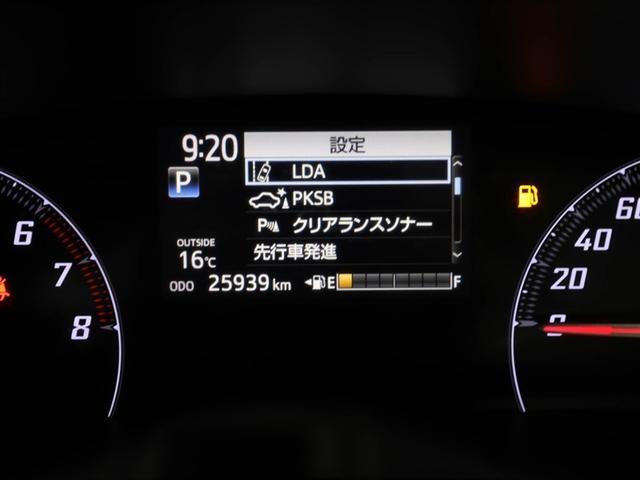 9:20
設定
P
LDA
PKSB
P クリアランスソナー
先行車発進
OUTSIDE
16℃
ODO 25939 km
E F
6
7
8
60
40
20
0